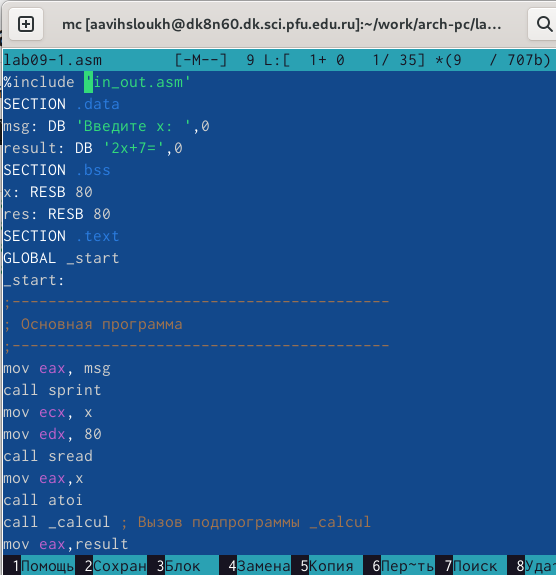 mc [aavihsloukh@dk8n60.dk.sci.pfu.edu.ru]:~/work/arch-pc/la...
lab09-1.asm [-M--] 9 L:[ 1+ 0 1/ 35] *(9 / 707b)
%include 'in_out.asm'
SECTION .data
msg: DB 'Введите x: ',0
result: DB '2x+7=',0
SECTION .bss
x: RESB 80
res: RESB 80
SECTION .text
GLOBAL _start
_start:
;------------------------------------------
; Основная программа
;------------------------------------------
mov eax, msg
call sprint
mov ecx, x
mov edx, 80
call sread
mov eax,x
call atoi
call _calcul ; Вызов подпрограммы _calcul
mov eax,result
1Помощь 2Сохран 3Блок 4Замена 5Копия 6Пер~ть 7Поиск 8Уда